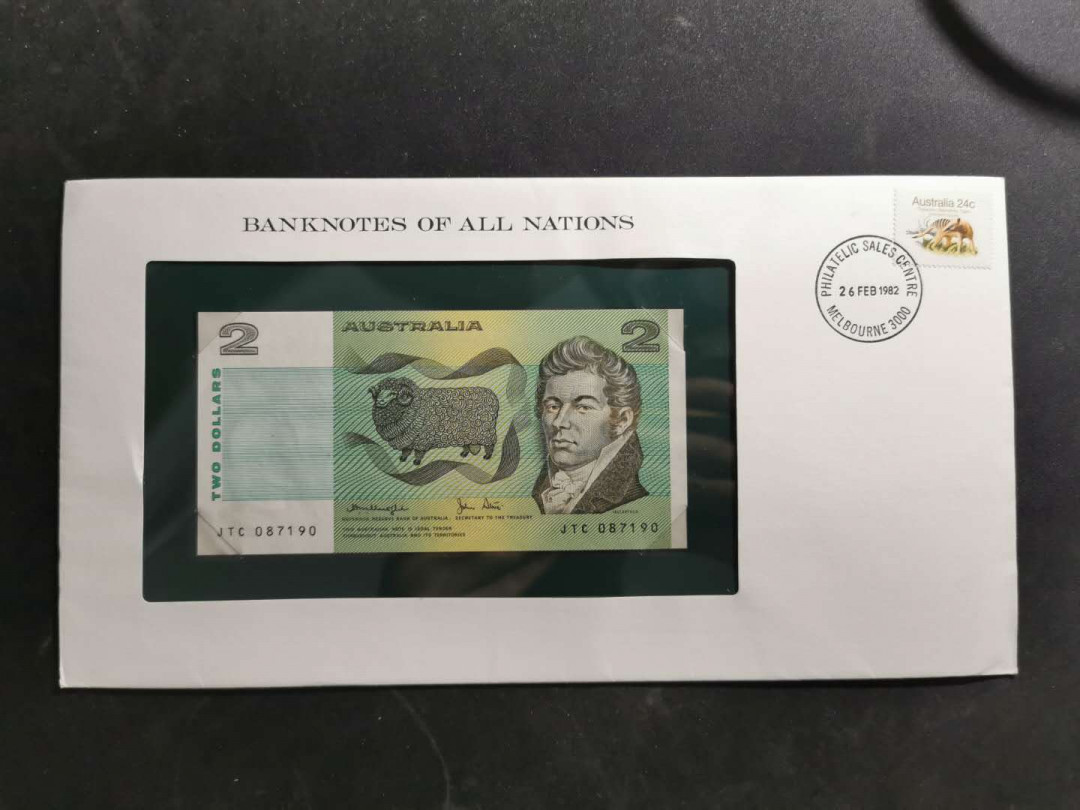 BANKNOTES OF ALL NATIONS
Australia 24c
PHILATELIC SALES CENTRE
26 FEB 1982
MELBOURNE 3000
2
AUSTRALIA
2
TWO DOLLARS
GOVERNOR, RESERVE BANK OF AUSTRALIA. SECRETARY TO THE TREASURY
THIS AUSTRALIAN NOTE IS LEGAL TENDER
THROUGHOUT AUSTRALIA AND ITS TERRITORIES
MACARTHUR
JTC 087190
JTC 087190